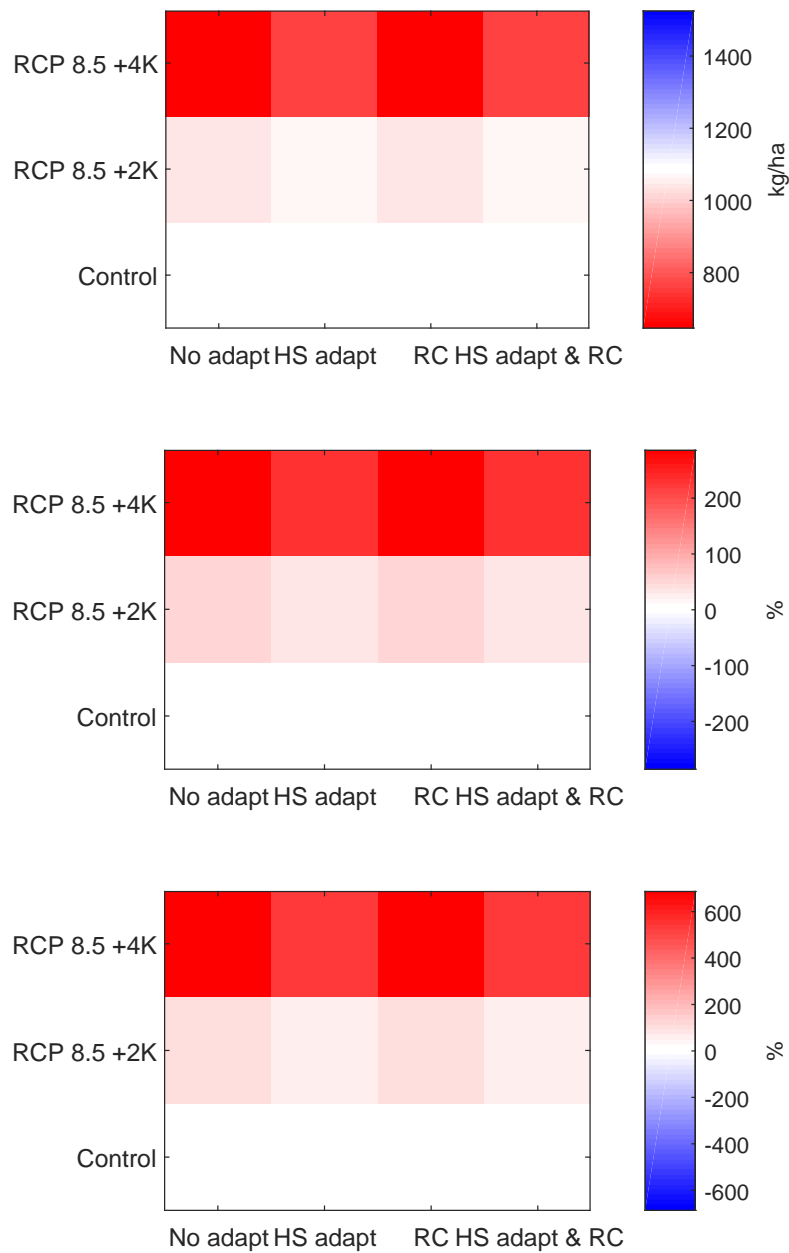 RCP 8.5 +4K
RCP 8.5 +2K
Control
No adapt HS adapt RC HS adapt & RC
1400
1200
1000
800
kg/ha
RCP 8.5 +4K
RCP 8.5 +2K
Control
No adapt HS adapt RC HS adapt & RC
200
100
0
-100
-200
%
RCP 8.5 +4K
RCP 8.5 +2K
Control
No adapt HS adapt RC HS adapt & RC
600
400
200
0
-200
-400
-600
%